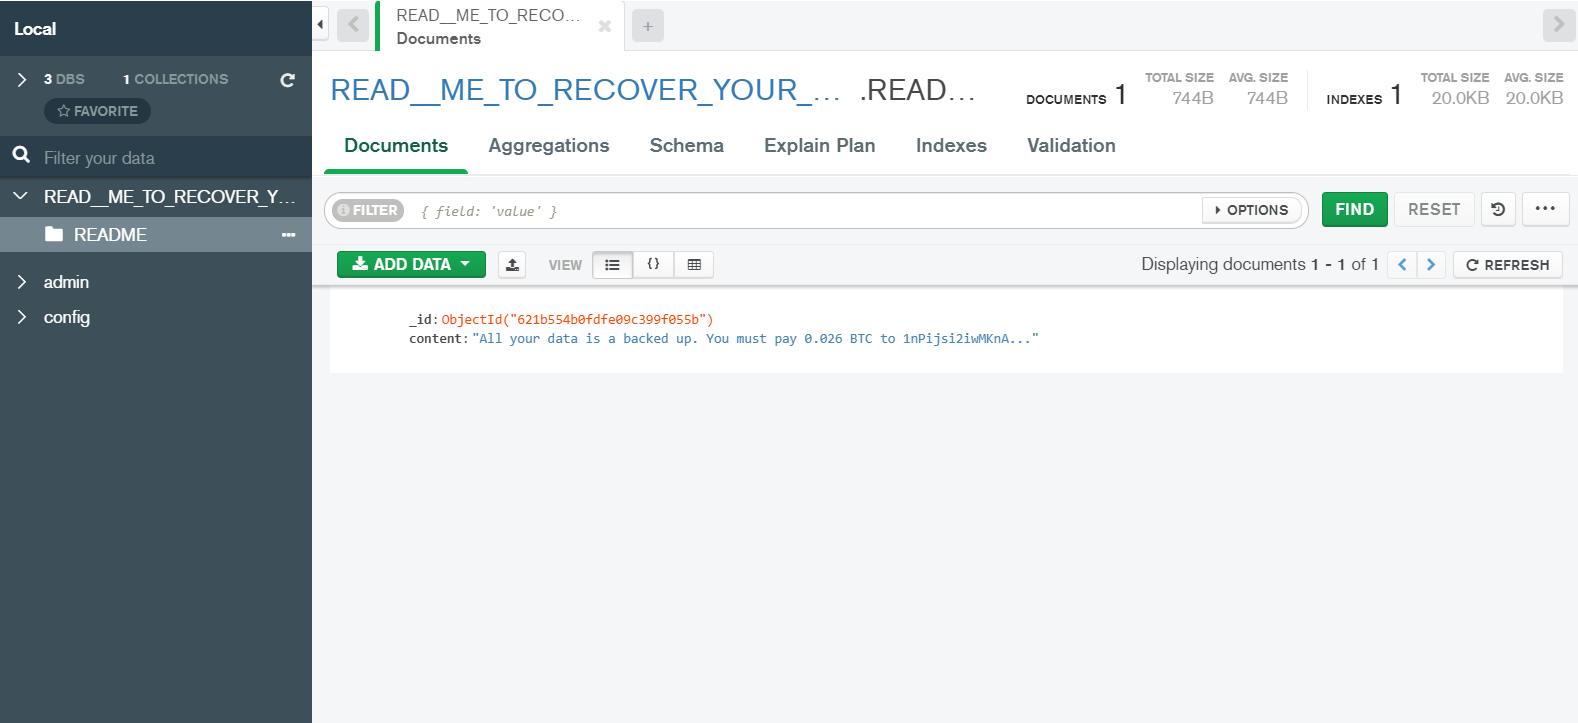 Local
READ__ME_TO_RECO...
Documents
+
3 DBS 1 COLLECTIONS
FAVORITE
READ__ME_TO_RECOVER_YOUR_... .READ...
DOCUMENTS 1 TOTAL SIZE 744B AVG. SIZE 744B
INDEXES 1 TOTAL SIZE 20.0KB AVG. SIZE 20.0KB
Documents Aggregations Schema Explain Plan Indexes Validation
Filter your data
READ__ME_TO_RECOVER_Y...
README ...
admin
config
FILTER { field: 'value' } OPTIONS FIND RESET ...
ADD DATA VIEW {} Displaying documents 1 - 1 of 1 < > REFRESH
_id: ObjectId("621b554b0fdfe09c399f055b")
content: "All your data is a backed up. You must pay 0.026 BTC to 1nPijsi2iwMKnA..."